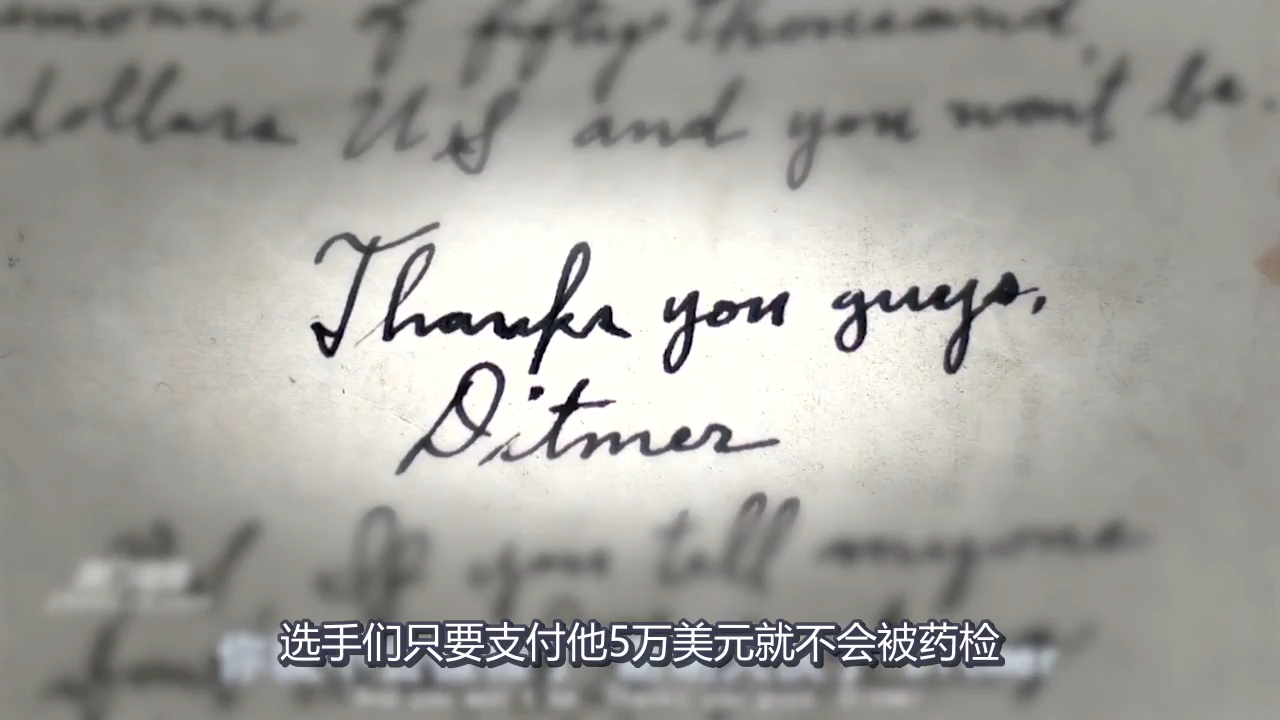 amount of fifty thousand
dollars US and you won't be
Thanks you guys,
Ditmer
If you tell anyone
选手们只要支付他5万美元就不会被药检